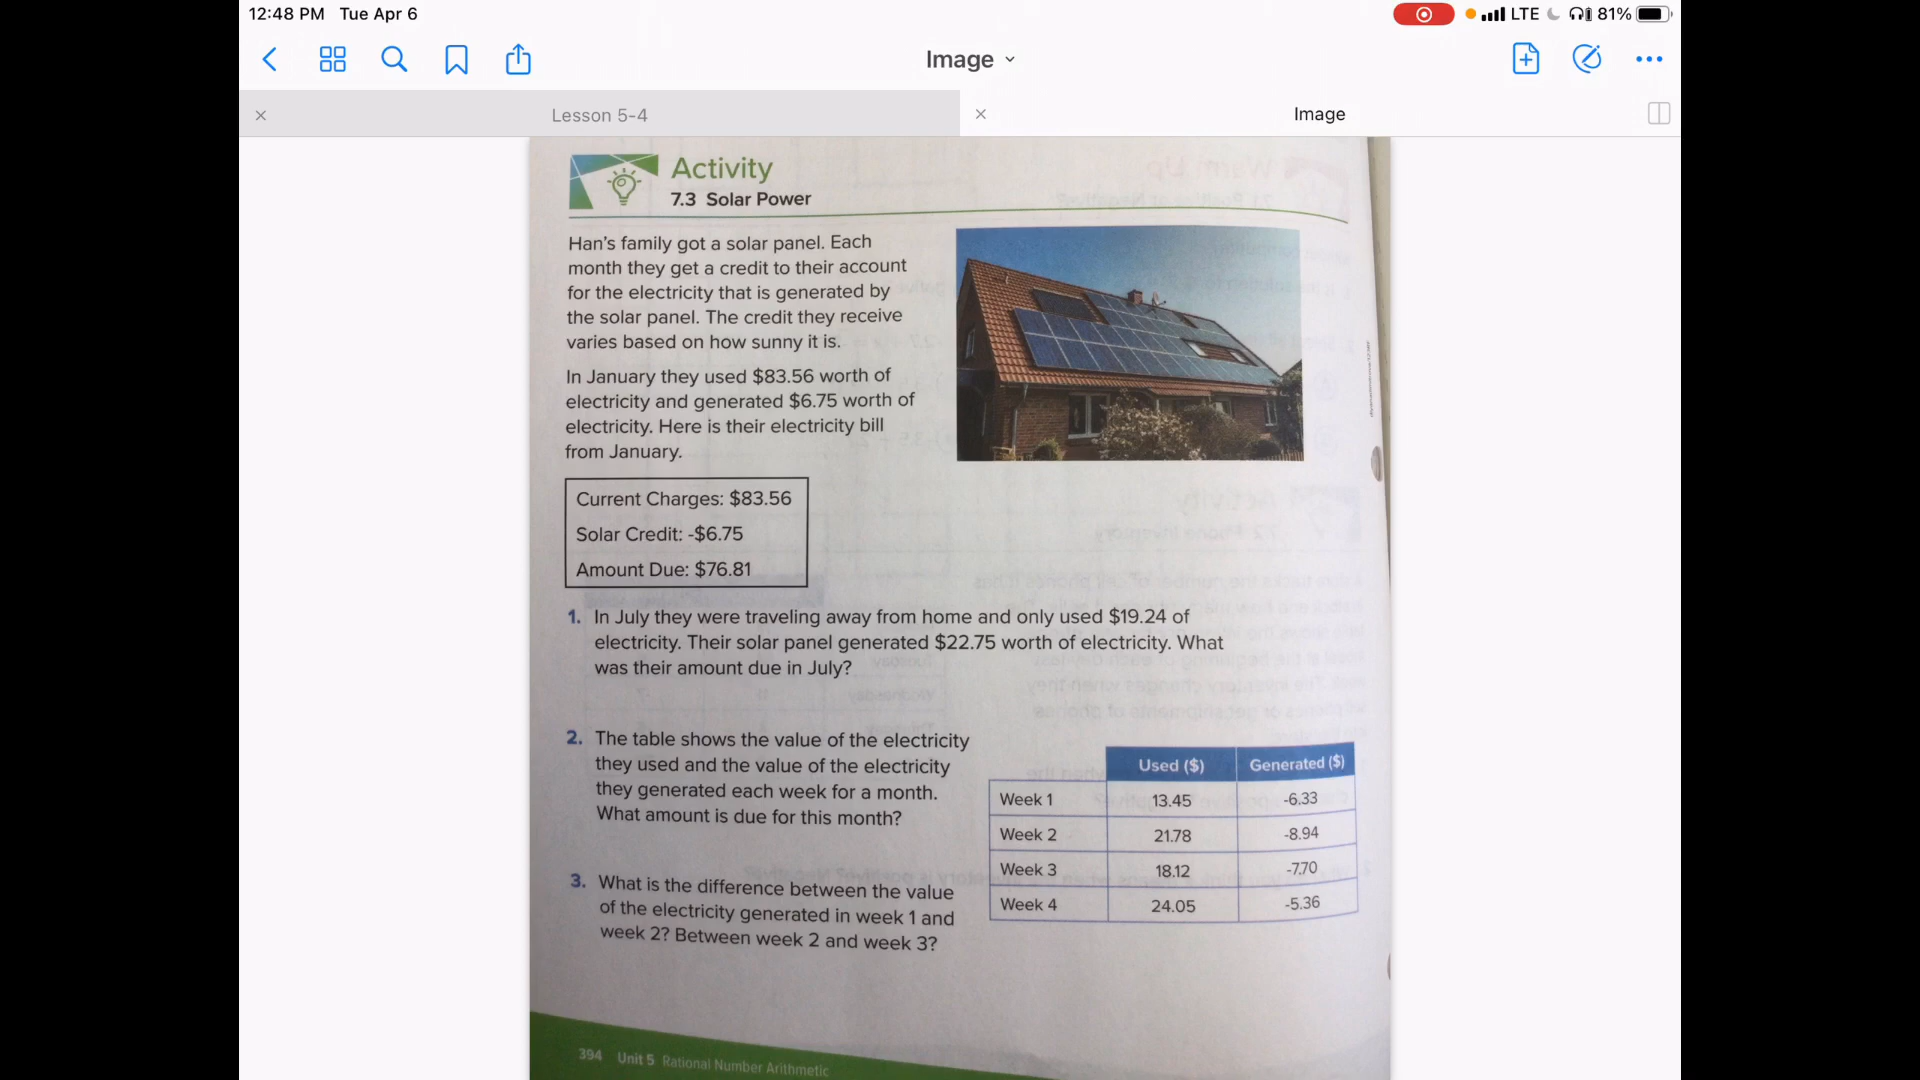 12:48 PM Tue Apr 6
LTE 81%
Image
Lesson 5-4
Image
Activity
7.3 Solar Power
Han's family got a solar panel. Each
month they get a credit to their account
for the electricity that is generated by
the solar panel. The credit they receive
varies based on how sunny it is.
In January they used $83.56 worth of
electricity and generated $6.75 worth of
electricity. Here is their electricity bill
from January.
Current Charges: $83.56
Solar Credit: -$6.75
Amount Due: $76.81
1. In July they were traveling away from home and only used $19.24 of
electricity. Their solar panel generated $22.75 worth of electricity. What
was their amount due in July?
2. The table shows the value of the electricity
they used and the value of the electricity
they generated each week for a month.
What amount is due for this month?
Used ($) Generated ($)
Week 1 13.45 -6.33
Week 2 21.78 -8.94
Week 3 18.12 -7.70
Week 4 24.05 -5.36
3. What is the difference between the value
of the electricity generated in week 1 and
week 2? Between week 2 and week 3?
394 Unit 5 Rational Number Arithmetic